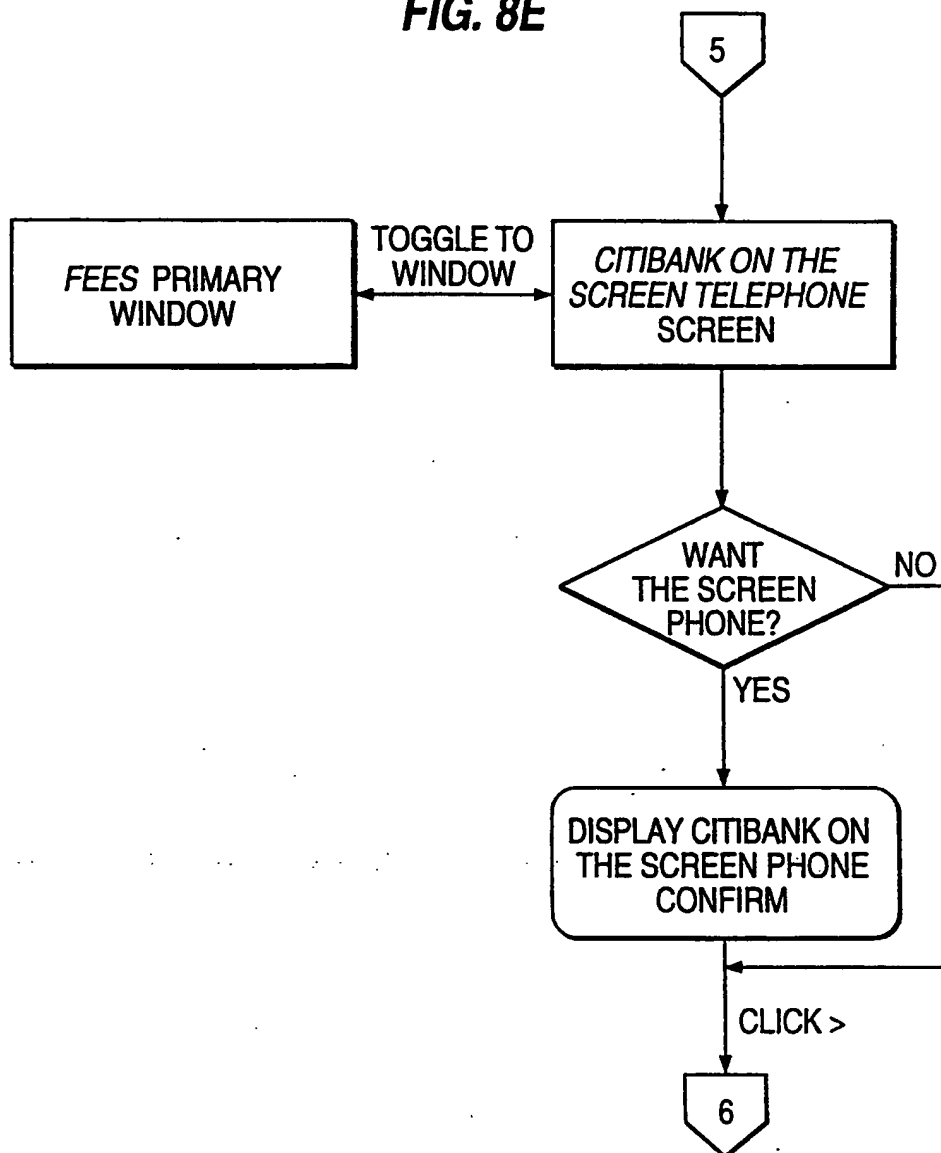 FIG. 8E
5
FEES PRIMARY
WINDOW
TOGGLE TO
WINDOW
CITIBANK ON THE
SCREEN TELEPHONE
SCREEN
WANT
THE SCREEN
PHONE?
NO
YES
DISPLAY CITIBANK ON
THE SCREEN PHONE
CONFIRM
CLICK >
6